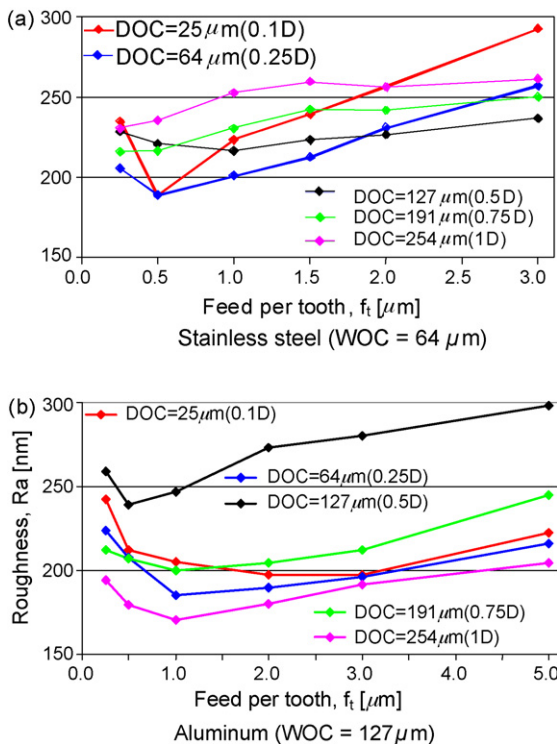 (a)
DOC=25μm(0.1D)
DOC=64μm(0.25D)
300
250
200
150
DOC=127μm(0.5D)
DOC=191μm(0.75D)
DOC=254μm(1D)
0.0 0.5 1.0 1.5 2.0 2.5 3.0
Feed per tooth, ft [μm]
Stainless steel (WOC = 64 μm)
(b)
DOC=25μm(0.1D)
DOC=64μm(0.25D)
DOC=127μm(0.5D)
Roughness, Ra [nm]
300
250
200
150
DOC=191μm(0.75D)
DOC=254μm(1D)
0.0 1.0 2.0 3.0 4.0 5.0
Feed per tooth, ft [μm]
Aluminum (WOC = 127μm)